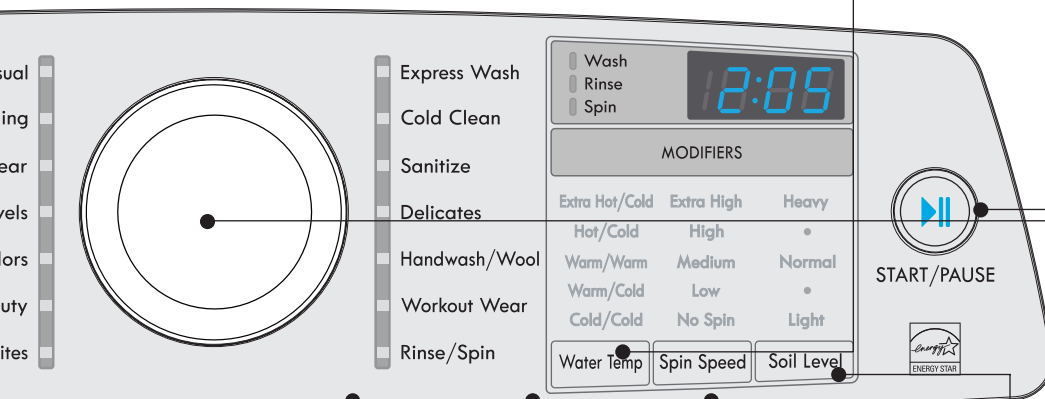 sual
ing
ear
vels
lors
uty
ites
Express Wash
Cold Clean
Sanitize
Delicates
Handwash/Wool
Workout Wear
Rinse/Spin
Wash
Rinse
Spin
2:05
MODIFIERS
Extra Hot/Cold Extra High Heavy
Hot/Cold High •
Warm/Warm Medium Normal
Warm/Cold Low •
Cold/Cold No Spin Light
Water Temp Spin Speed Soil Level
START/PAUSE
energy
ENERGY STAR